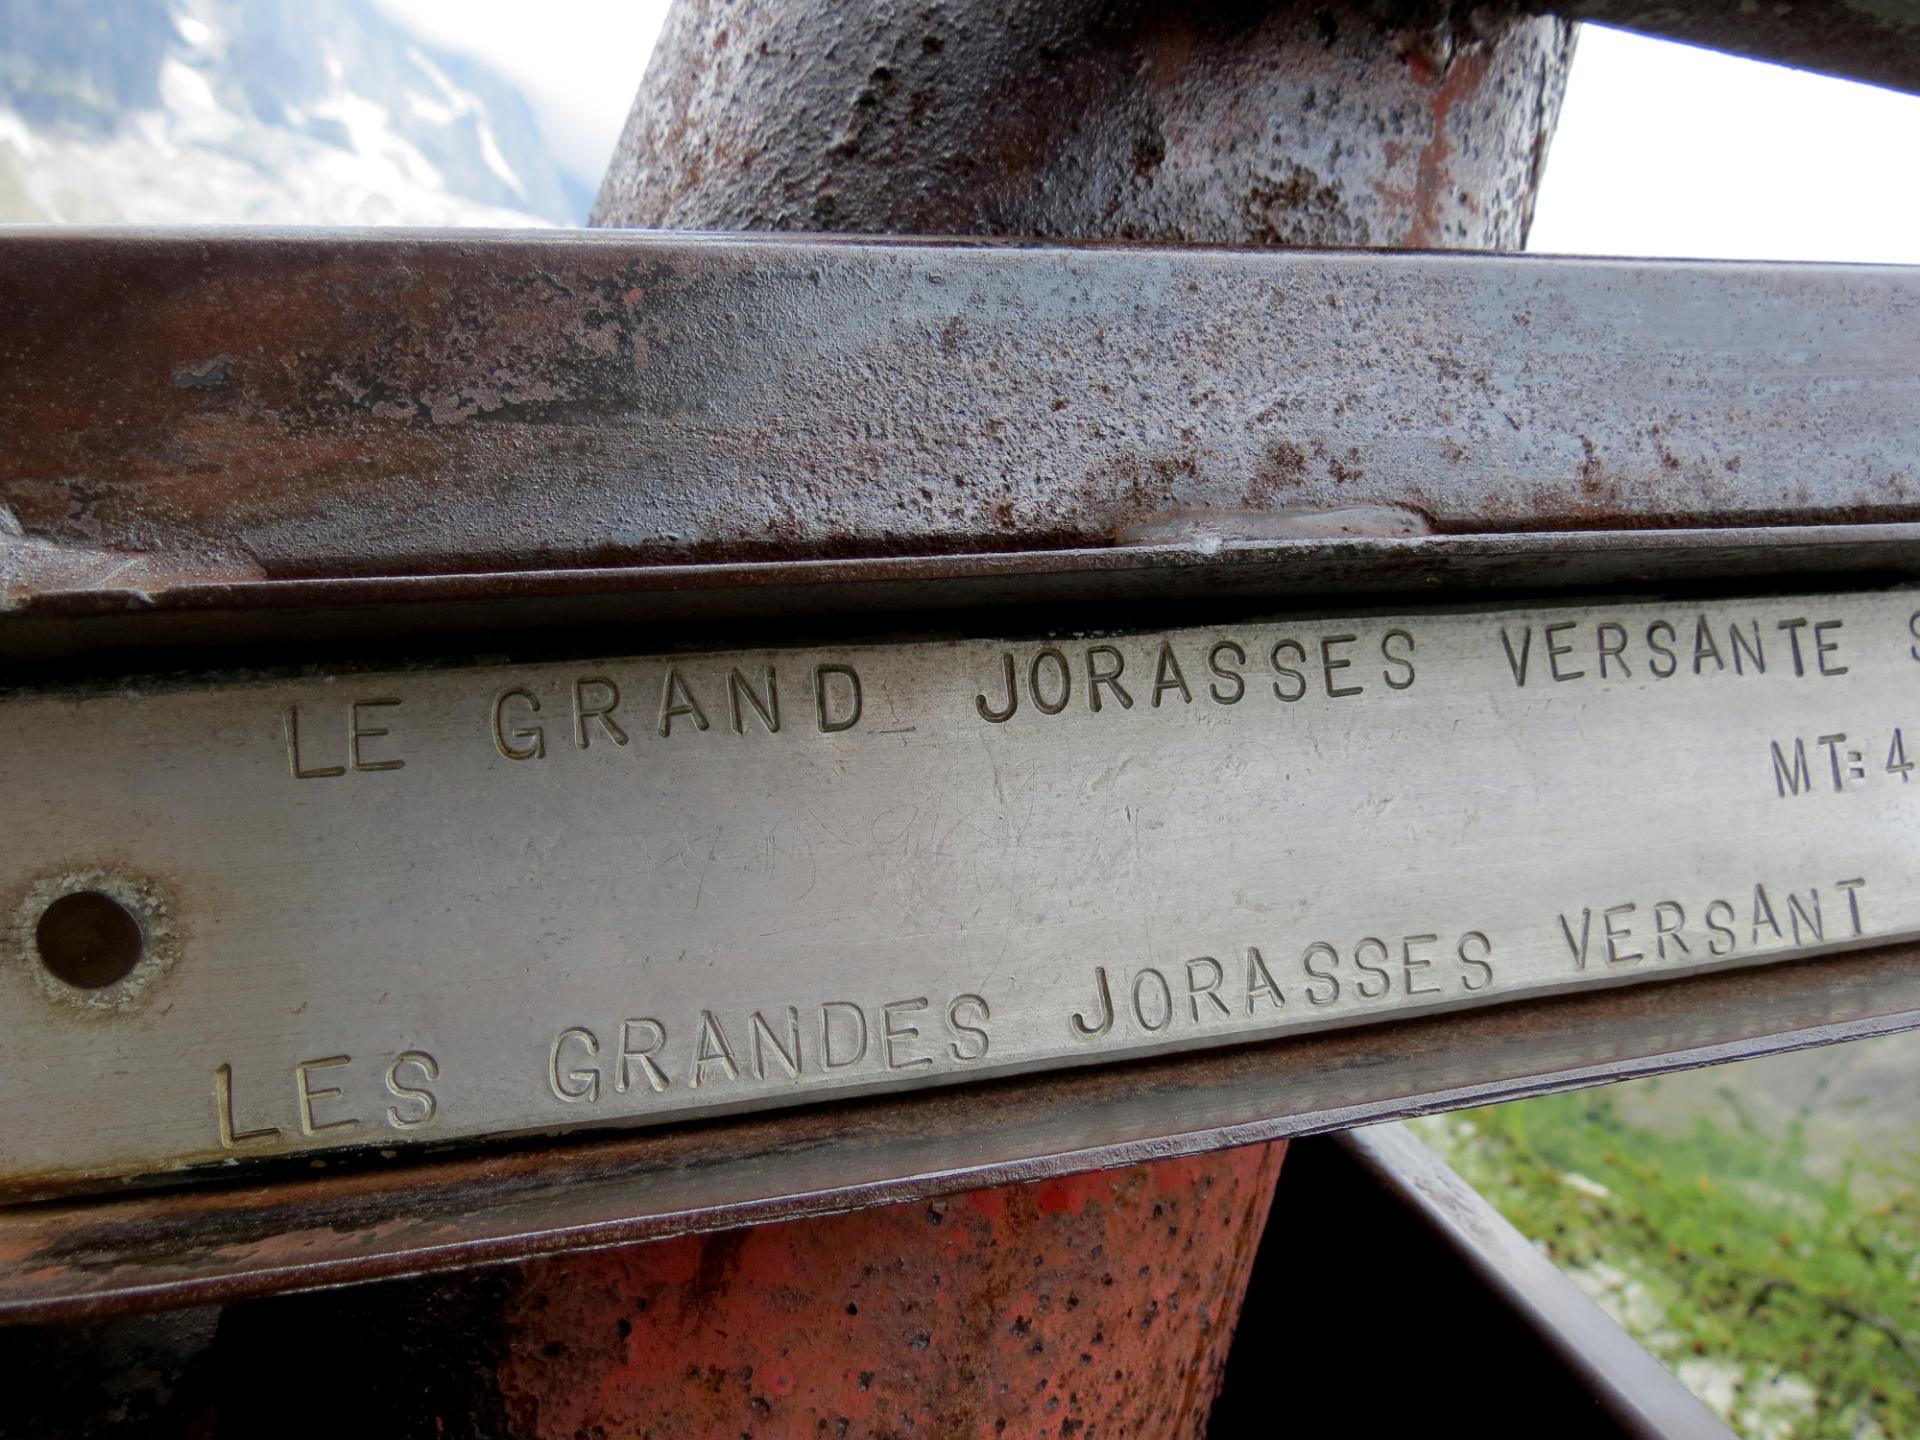 LE GRAND JORASSES VERSANTE S
MT: 4
LES GRANDES JORASSES VERSANT